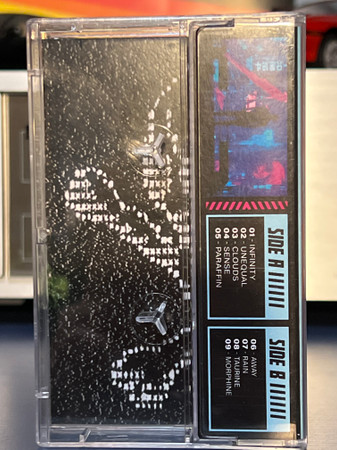 SIDE A
01 - INFINITY
02 - UNEQUAL
03 - CLOUDS
04 - SENSE
05 - PARAFFIN
SIDE B
06 - AWAY
07 - RAIN
08 - TAURINE
09 - MORPHINE